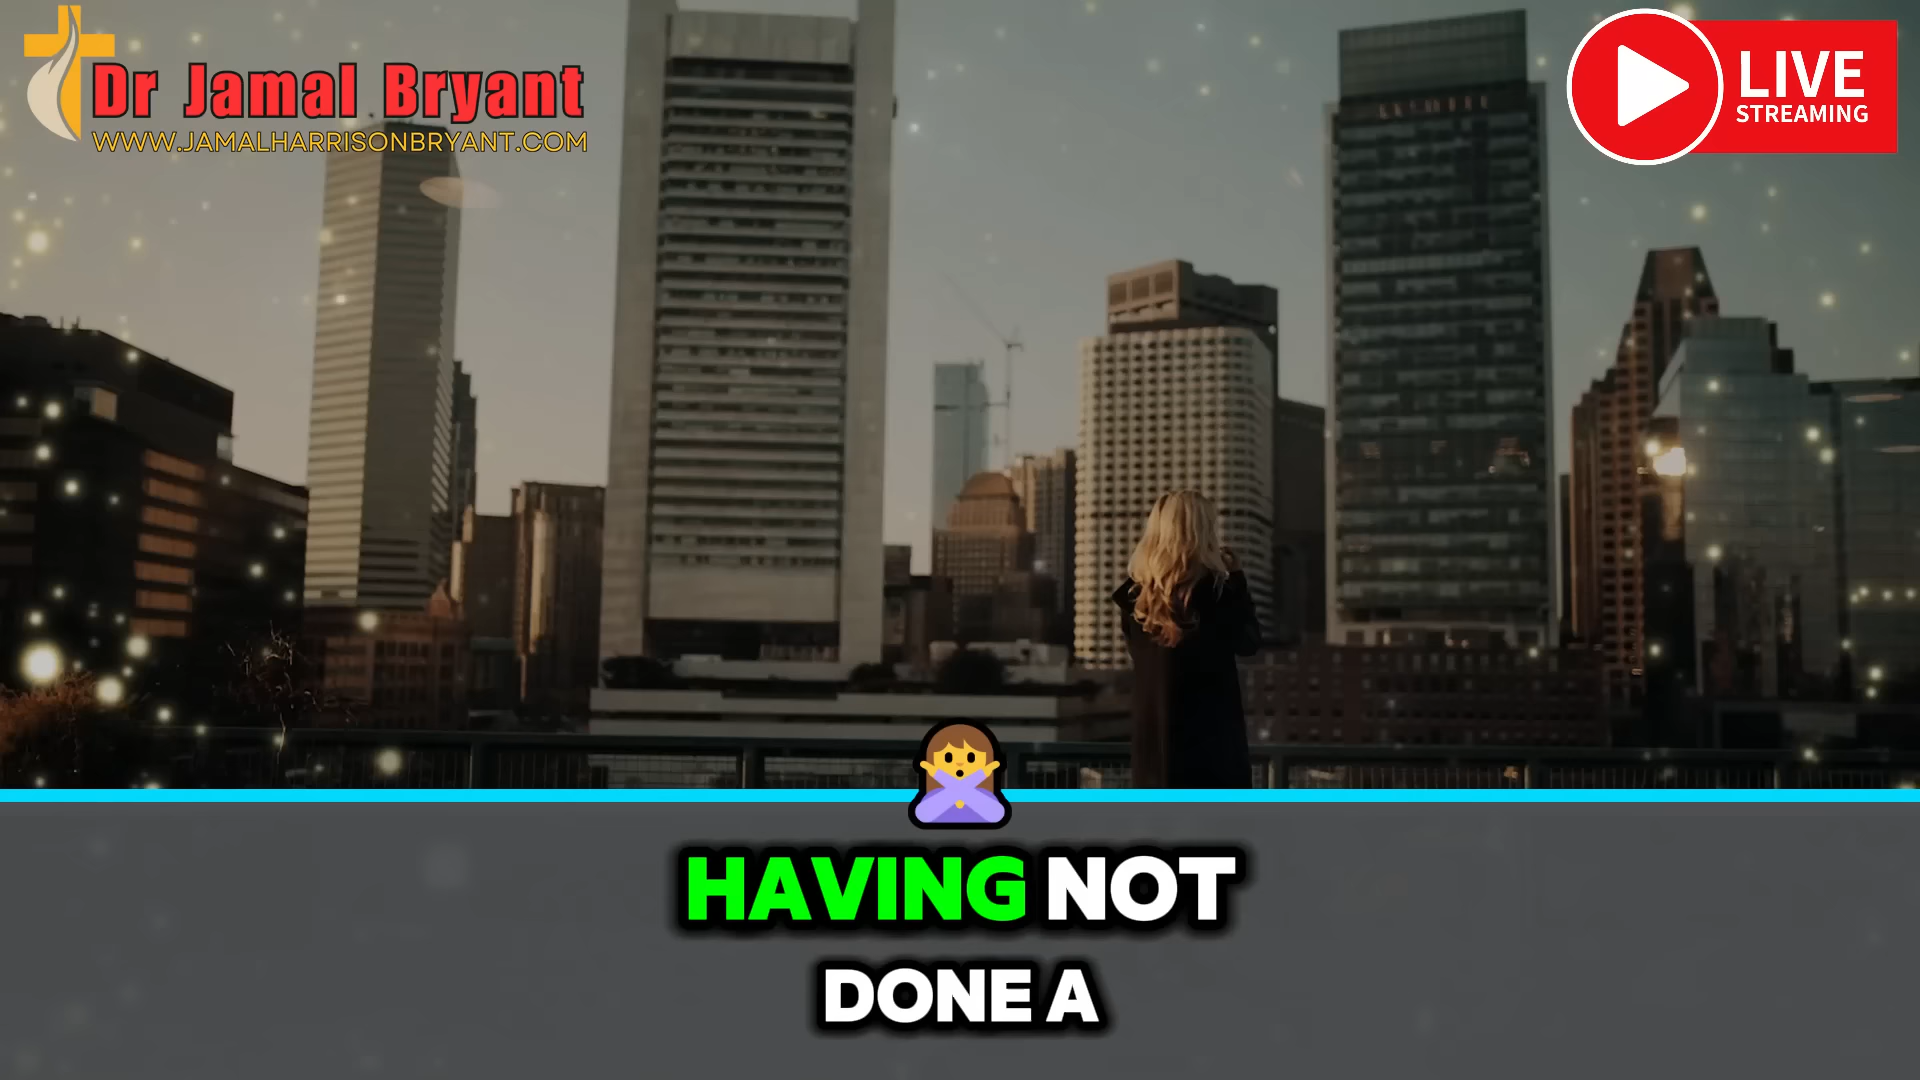 Dr Jamal Bryant
WWW.JAMALHARRISONBRYANT.COM
LIVE
STREAMING
HAVING NOT
DONE A